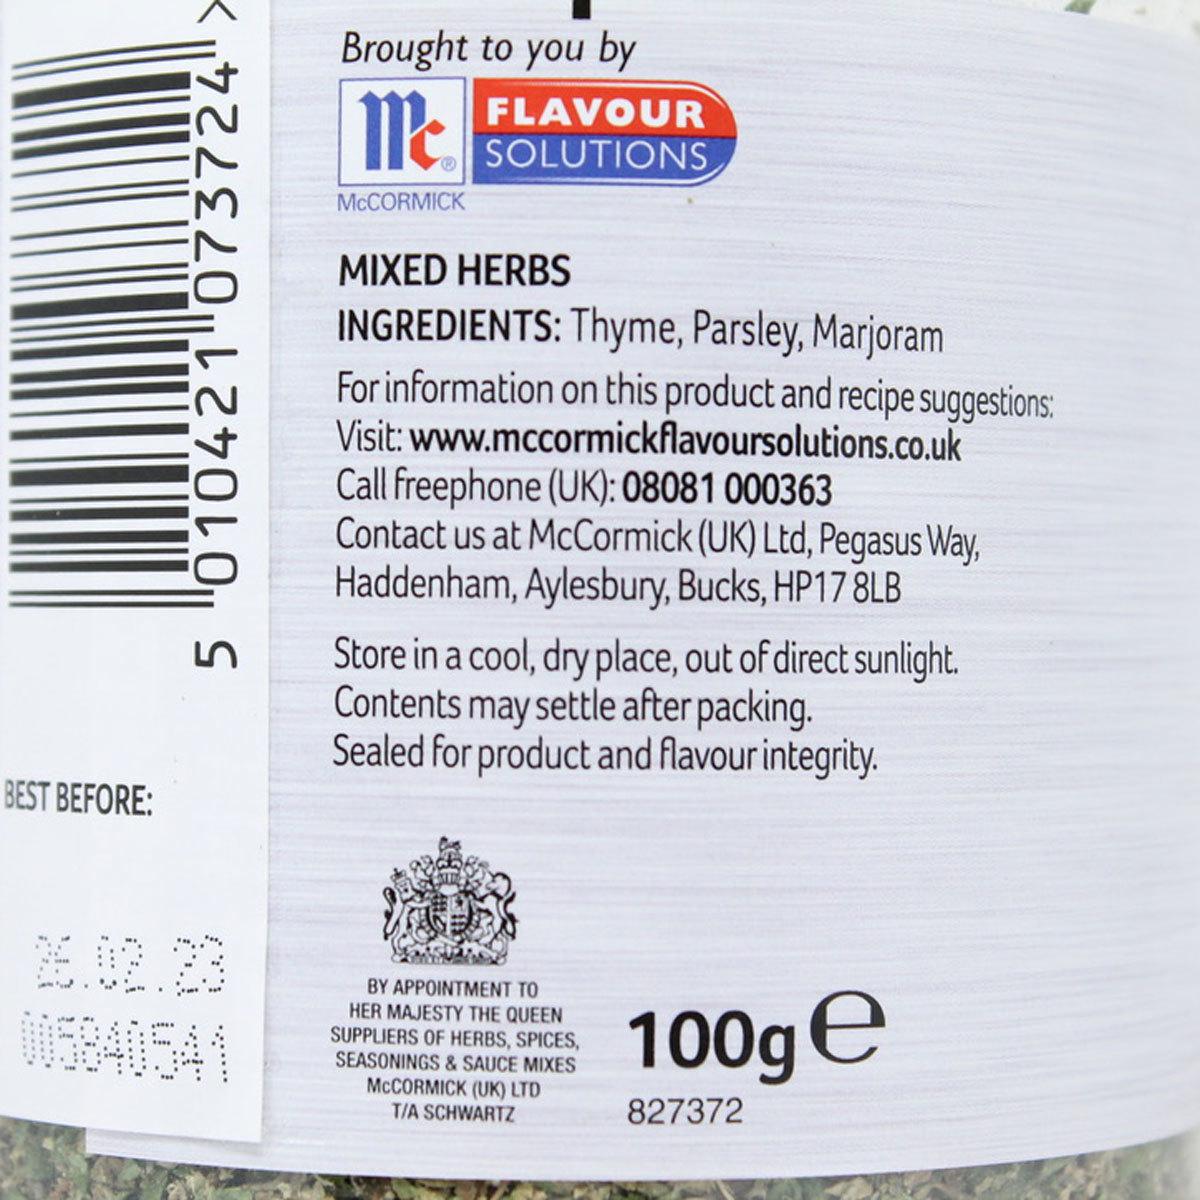 Brought to you by
Mc®
FLAVOUR
SOLUTIONS
McCORMICK
MIXED HERBS
INGREDIENTS: Thyme, Parsley, Marjoram
For information on this product and recipe suggestions:
Visit: www.mccormickflavoursolutions.co.uk
Call freephone (UK): 08081 000363
Contact us at McCormick (UK) Ltd, Pegasus Way,
Haddenham, Aylesbury, Bucks, HP17 8LB
Store in a cool, dry place, out of direct sunlight.
Contents may settle after packing.
Sealed for product and flavour integrity.
BY APPOINTMENT TO
HER MAJESTY THE QUEEN
SUPPLIERS OF HERBS, SPICES,
SEASONINGS & SAUCE MIXES
McCORMICK (UK) LTD
T/A SCHWARTZ
100g e
827372
5 010421 073724 >
BEST BEFORE:
26.02.23